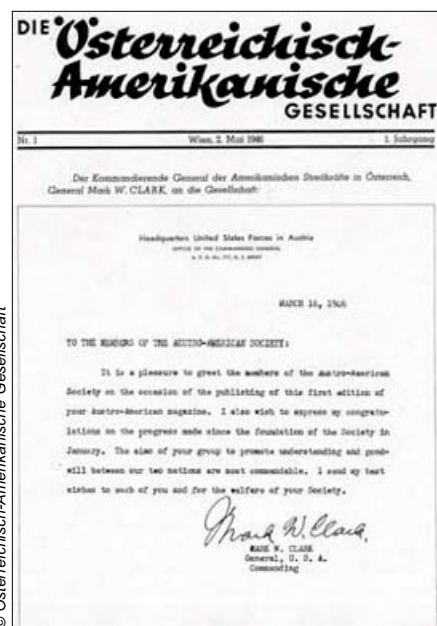 DIE Österreichisch-
Amerikanische
GESELLSCHAFT
Nr. 1 Wien, 2. Mai 1946 1. Jahrgang
Der Kommandierende General der Amerikanischen Streitkräfte in Österreich,
General Mark W. CLARK, an die Gesellschaft:
Headquarters United States Forces in Austria
OFFICE OF THE COMMANDING GENERAL
MARCH 16, 1946
TO THE MEMBERS OF THE AUSTRO-AMERICAN SOCIETY:
It is a pleasure to greet the members of the Austro-American
Society on the occasion of the publishing of this first edition of
your Austro-American magazine. I also wish to express my congratu-
lations on the progress made since the foundation of the Society in
January. The aims of your group to promote understanding and good-
will between our two nations are most commendable. I send my best
wishes to each of you and for the welfare of your Society.
Mark W. Clark
MARK W. CLARK
General, U. S. A.
Commanding
© Österreichisch-Amerikanische Gesellschaft